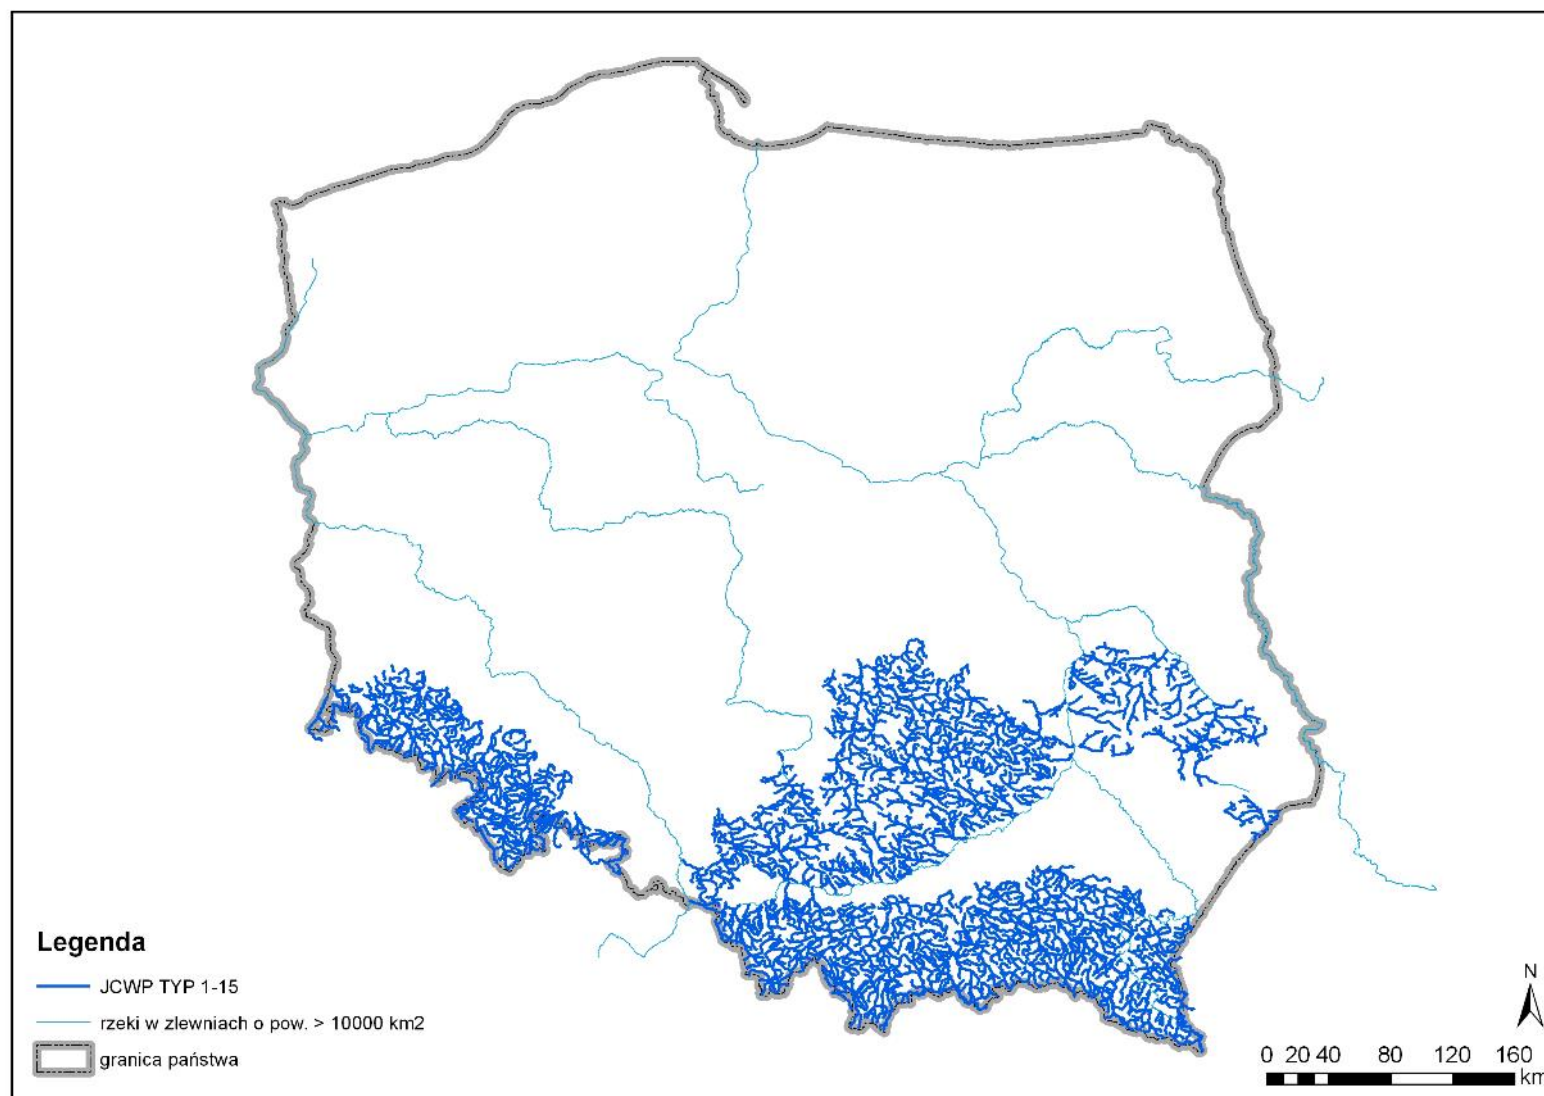 Legenda
JCWP TYP 1-15
rzeki w zlewniach o pow. > 10000 km2
granica państwa
N
0 20 40 80 120 160
km